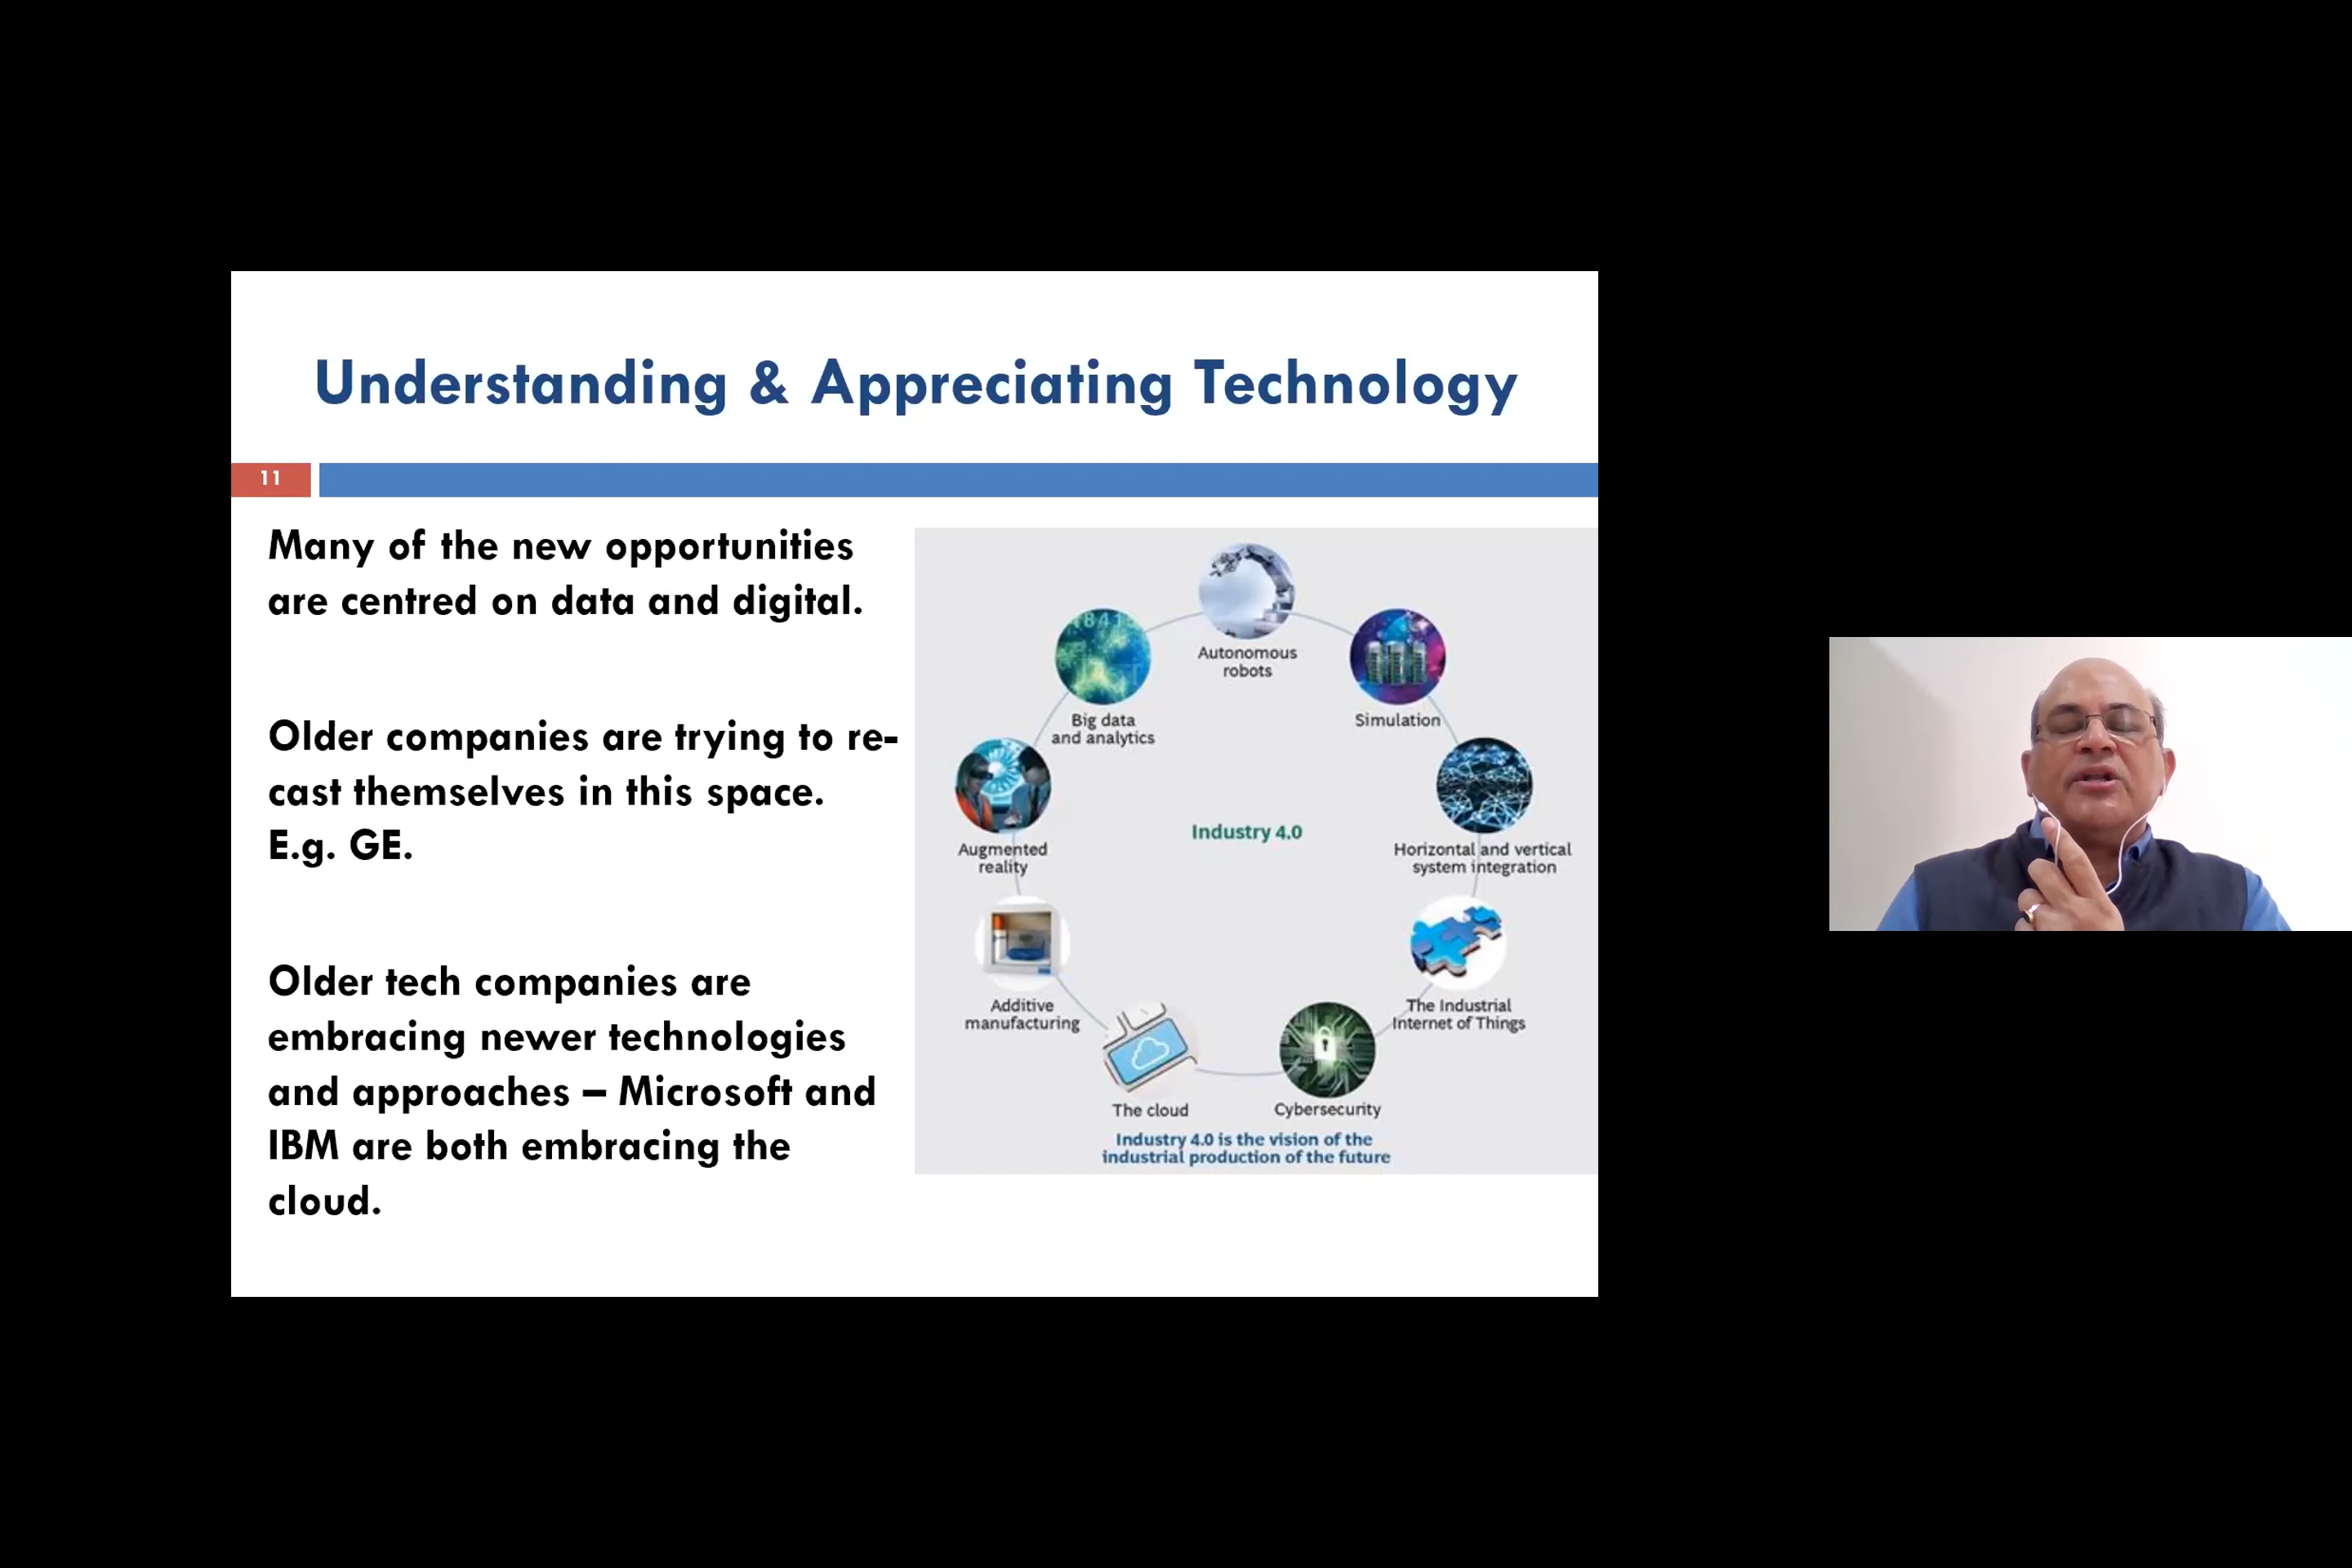 Understanding & Appreciating Technology
11
Many of the new opportunities
are centred on data and digital.
Older companies are trying to re-
cast themselves in this space.
E.g. GE.
Older tech companies are
embracing newer technologies
and approaches – Microsoft and
IBM are both embracing the
cloud.
Autonomous
robots
Big data
and analytics
Simulation
Industry 4.0
Augmented
reality
Horizontal and vertical
system integration
Additive
manufacturing
The Industrial
Internet of Things
The cloud
Cybersecurity
Industry 4.0 is the vision of the
industrial production of the future